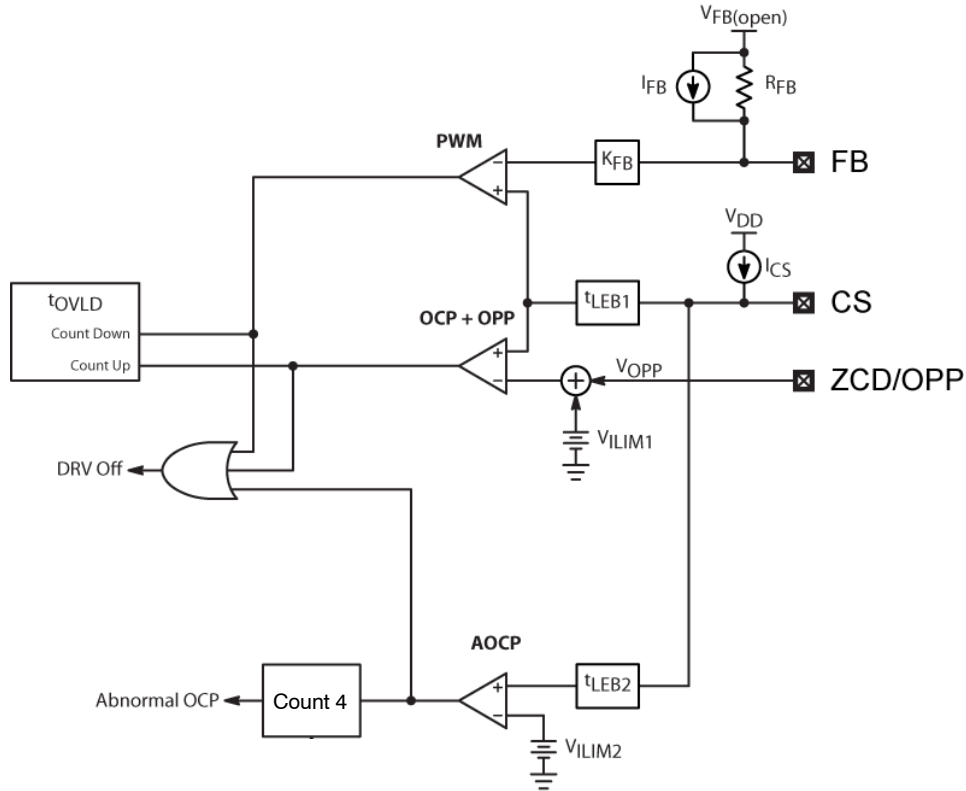 VFB(open)
IFB
RFB
PWM
−
+
KFB
FB
VDD
ICS
tOVLD
Count Down
Count Up
OCP + OPP
+
−
tLEB1
CS
+
VOPP
ZCD/OPP
VILIM1
DRV Off
AOCP
Abnormal OCP
Count 4
+
−
tLEB2
VILIM2